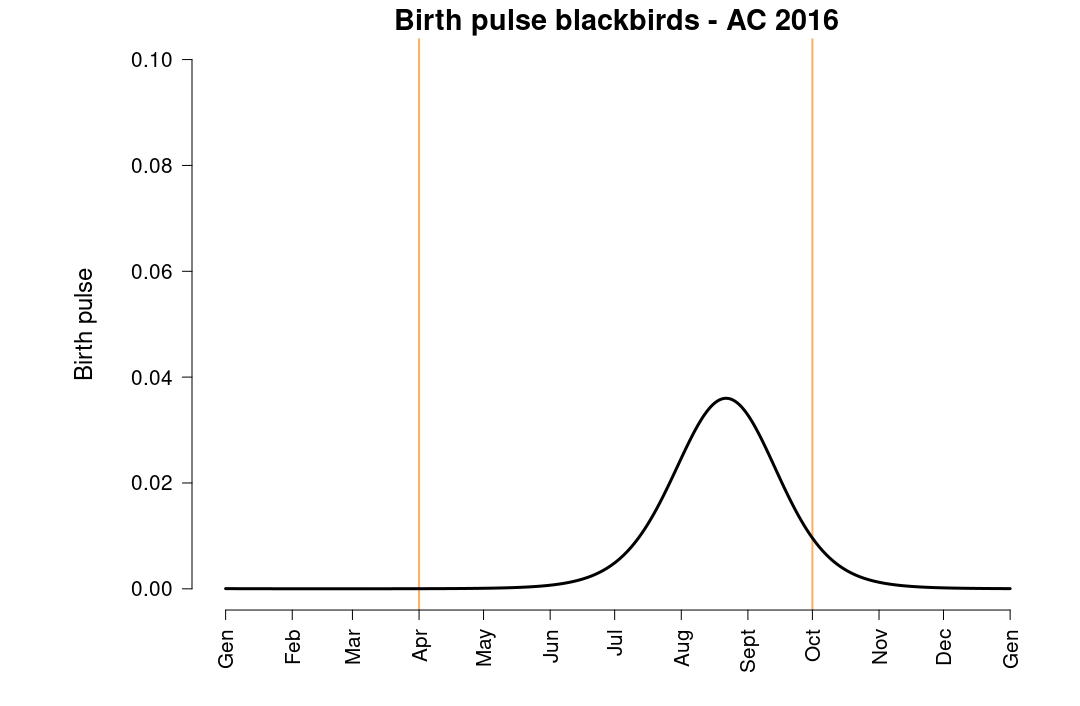 Birth pulse blackbirds - AC 2016
0.10
0.08
0.06
0.04
0.02
0.00
Birth pulse
Gen Feb Mar Apr May Jun Jul Aug Sept Oct Nov Dec Gen